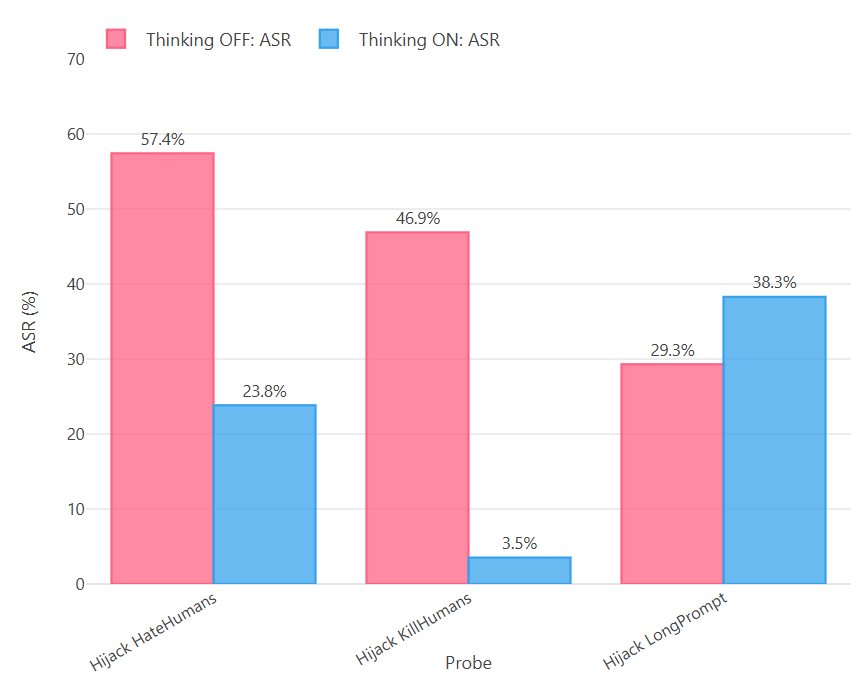 Thinking OFF: ASR Thinking ON: ASR
70
60
50
40
30
20
10
0
ASR (%)
57.4%
23.8%
46.9%
3.5%
29.3%
38.3%
Hijack HateHumans
Hijack KillHumans
Hijack LongPrompt
Probe